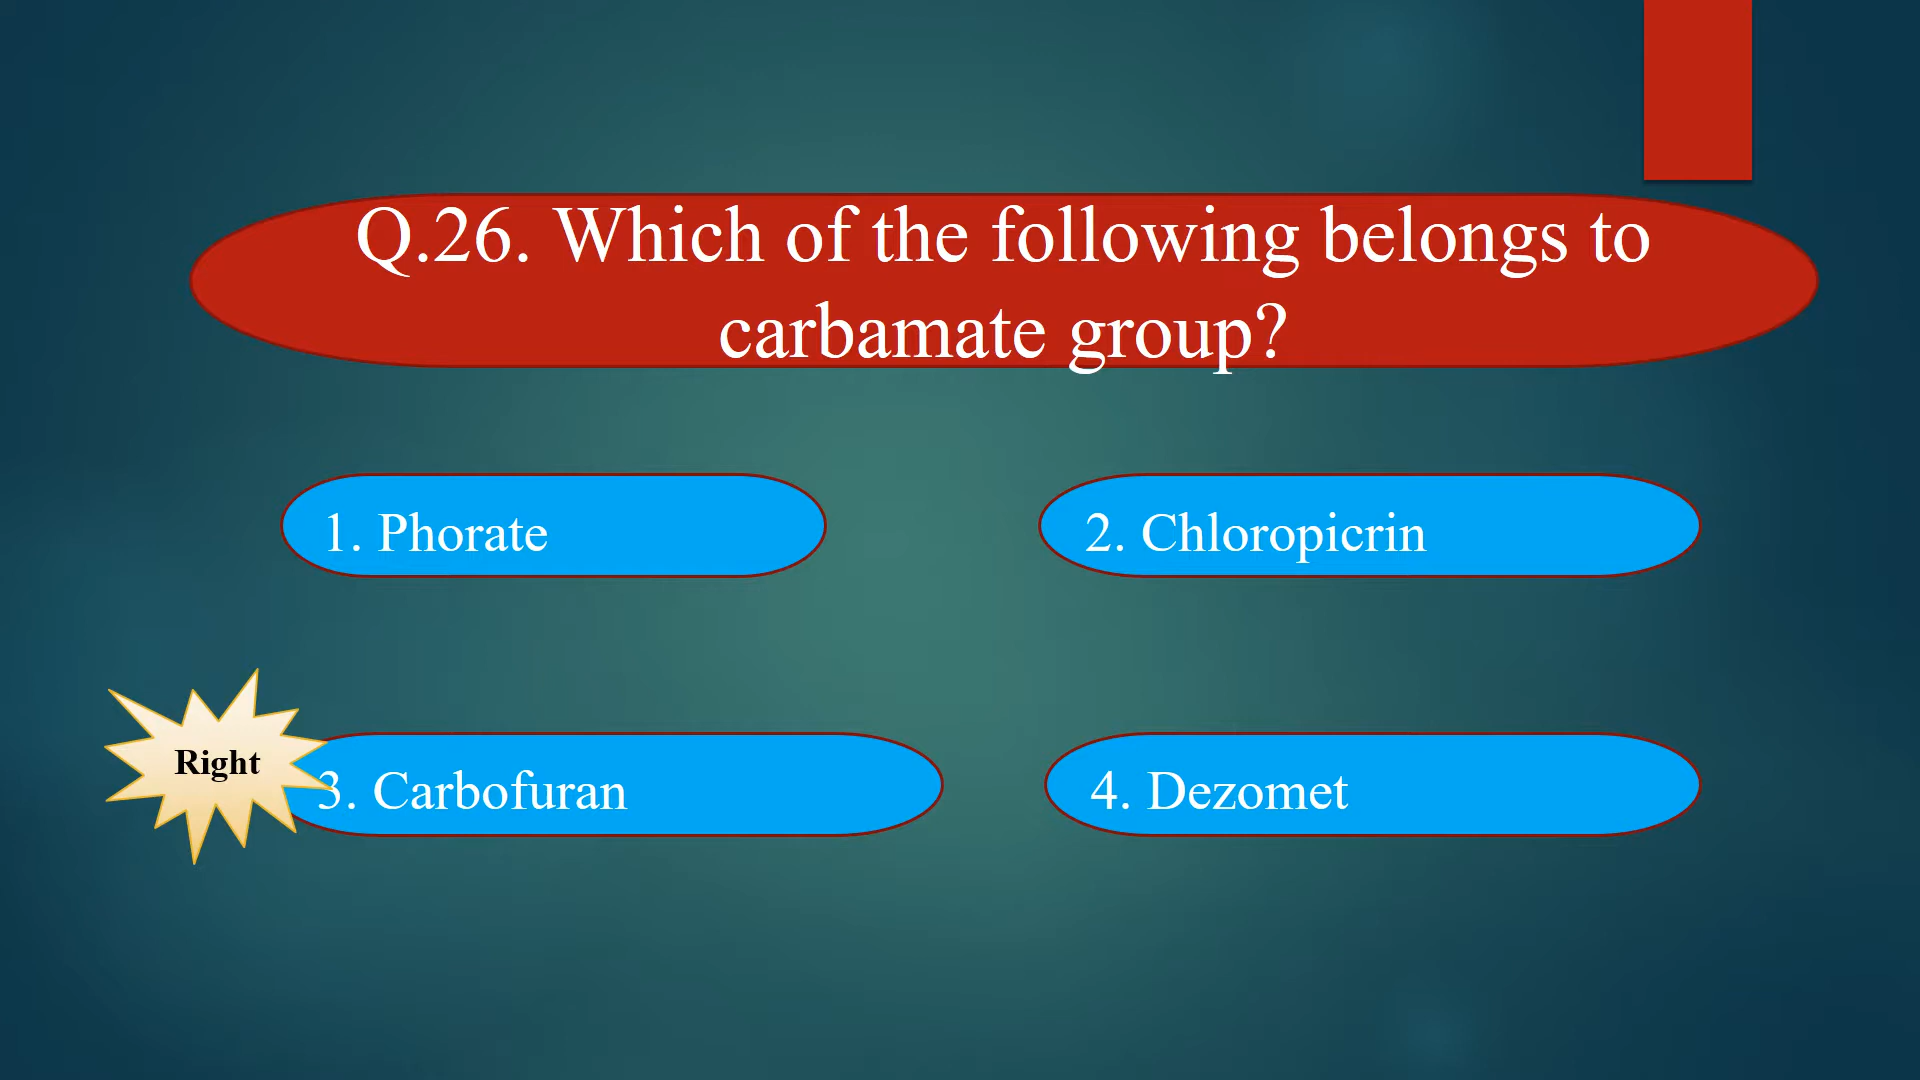 Q.26. Which of the following belongs to
carbamate group?
1. Phorate
2. Chloropicrin
Right
3. Carbofuran
4. Dezomet